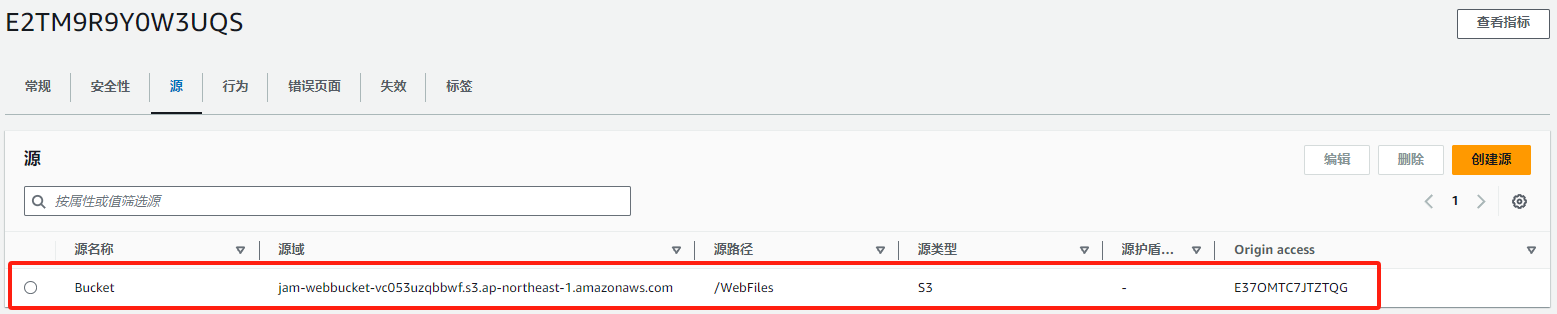 E2TM9R9Y0W3UQS
查看指标
常规 安全性 源 行为 错误页面 失效 标签
源
编辑 删除 创建源
按属性或值筛选源
1
源名称 源域 源路径 源类型 源护盾... Origin access
Bucket jam-webbucket-vc053uzqbbwf.s3.ap-northeast-1.amazonaws.com /WebFiles S3 - E37OMTC7JTZTQG